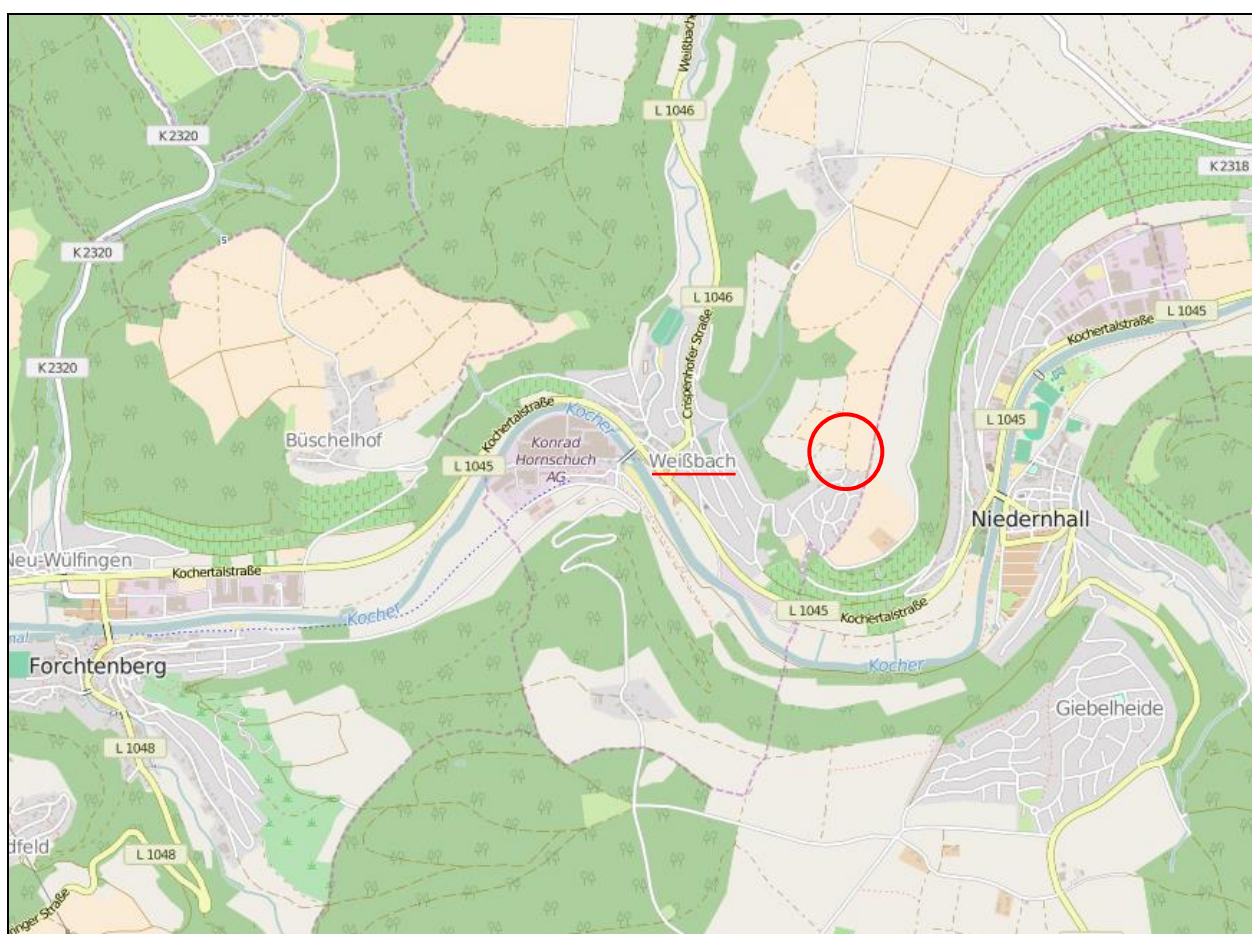 Weißbach
L 1046
K 2320
K 2318
K 2320
L 1046
L 1045
Kochertalstraße
K 2320
Crispenhofer Straße
Kochertalstraße
Kocher
L 1045
Büschelhof
Konrad
Hornschuch
AG
L 1045
Weißbach
Niedernhall
Neu-Wülfingen
Kochertalstraße
L 1045
Kochertalstraße
Kocher
Forchtenberg
Kocher
Giebelheide
L 1048
L 1048